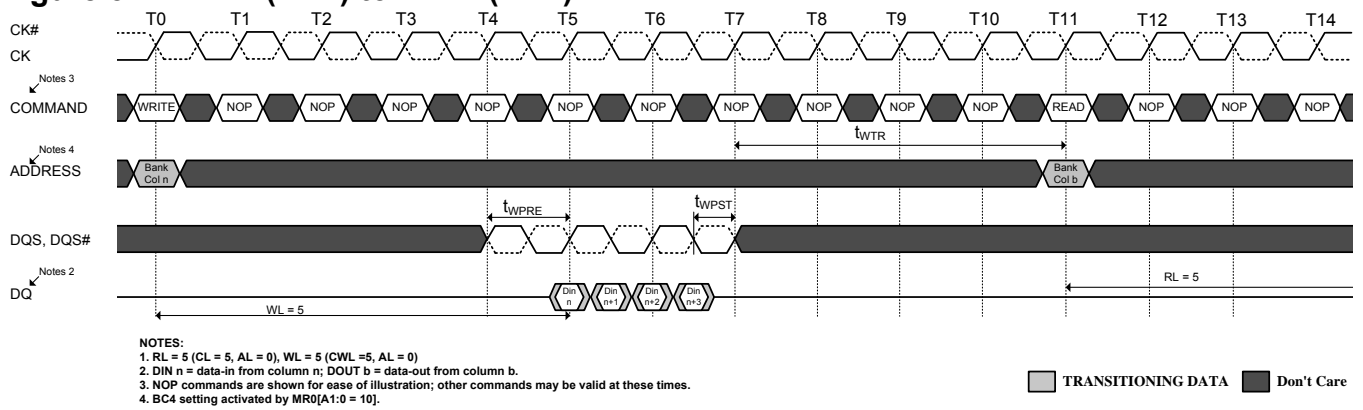 T0 T1 T2 T3 T4 T5 T6 T7 T8 T9 T10 T11 T12 T13 T14
CK#
CK
Notes 3
COMMAND
WRITE NOP NOP NOP NOP NOP NOP NOP NOP NOP NOP READ NOP NOP NOP
tWTR
Notes 4
ADDRESS
Bank
Col n
Bank
Col b
tWPRE
tWPST
DQS, DQS#
Notes 2
DQ
Din
n
Din
n+1
Din
n+2
Din
n+3
RL = 5
WL = 5
NOTES:
1. RL = 5 (CL = 5, AL = 0), WL = 5 (CWL =5, AL = 0)
2. DIN n = data-in from column n; DOUT b = data-out from column b.
3. NOP commands are shown for ease of illustration; other commands may be valid at these times.
4. BC4 setting activated by MR0[A1:0 = 10].
TRANSITIONING DATA
Don't Care